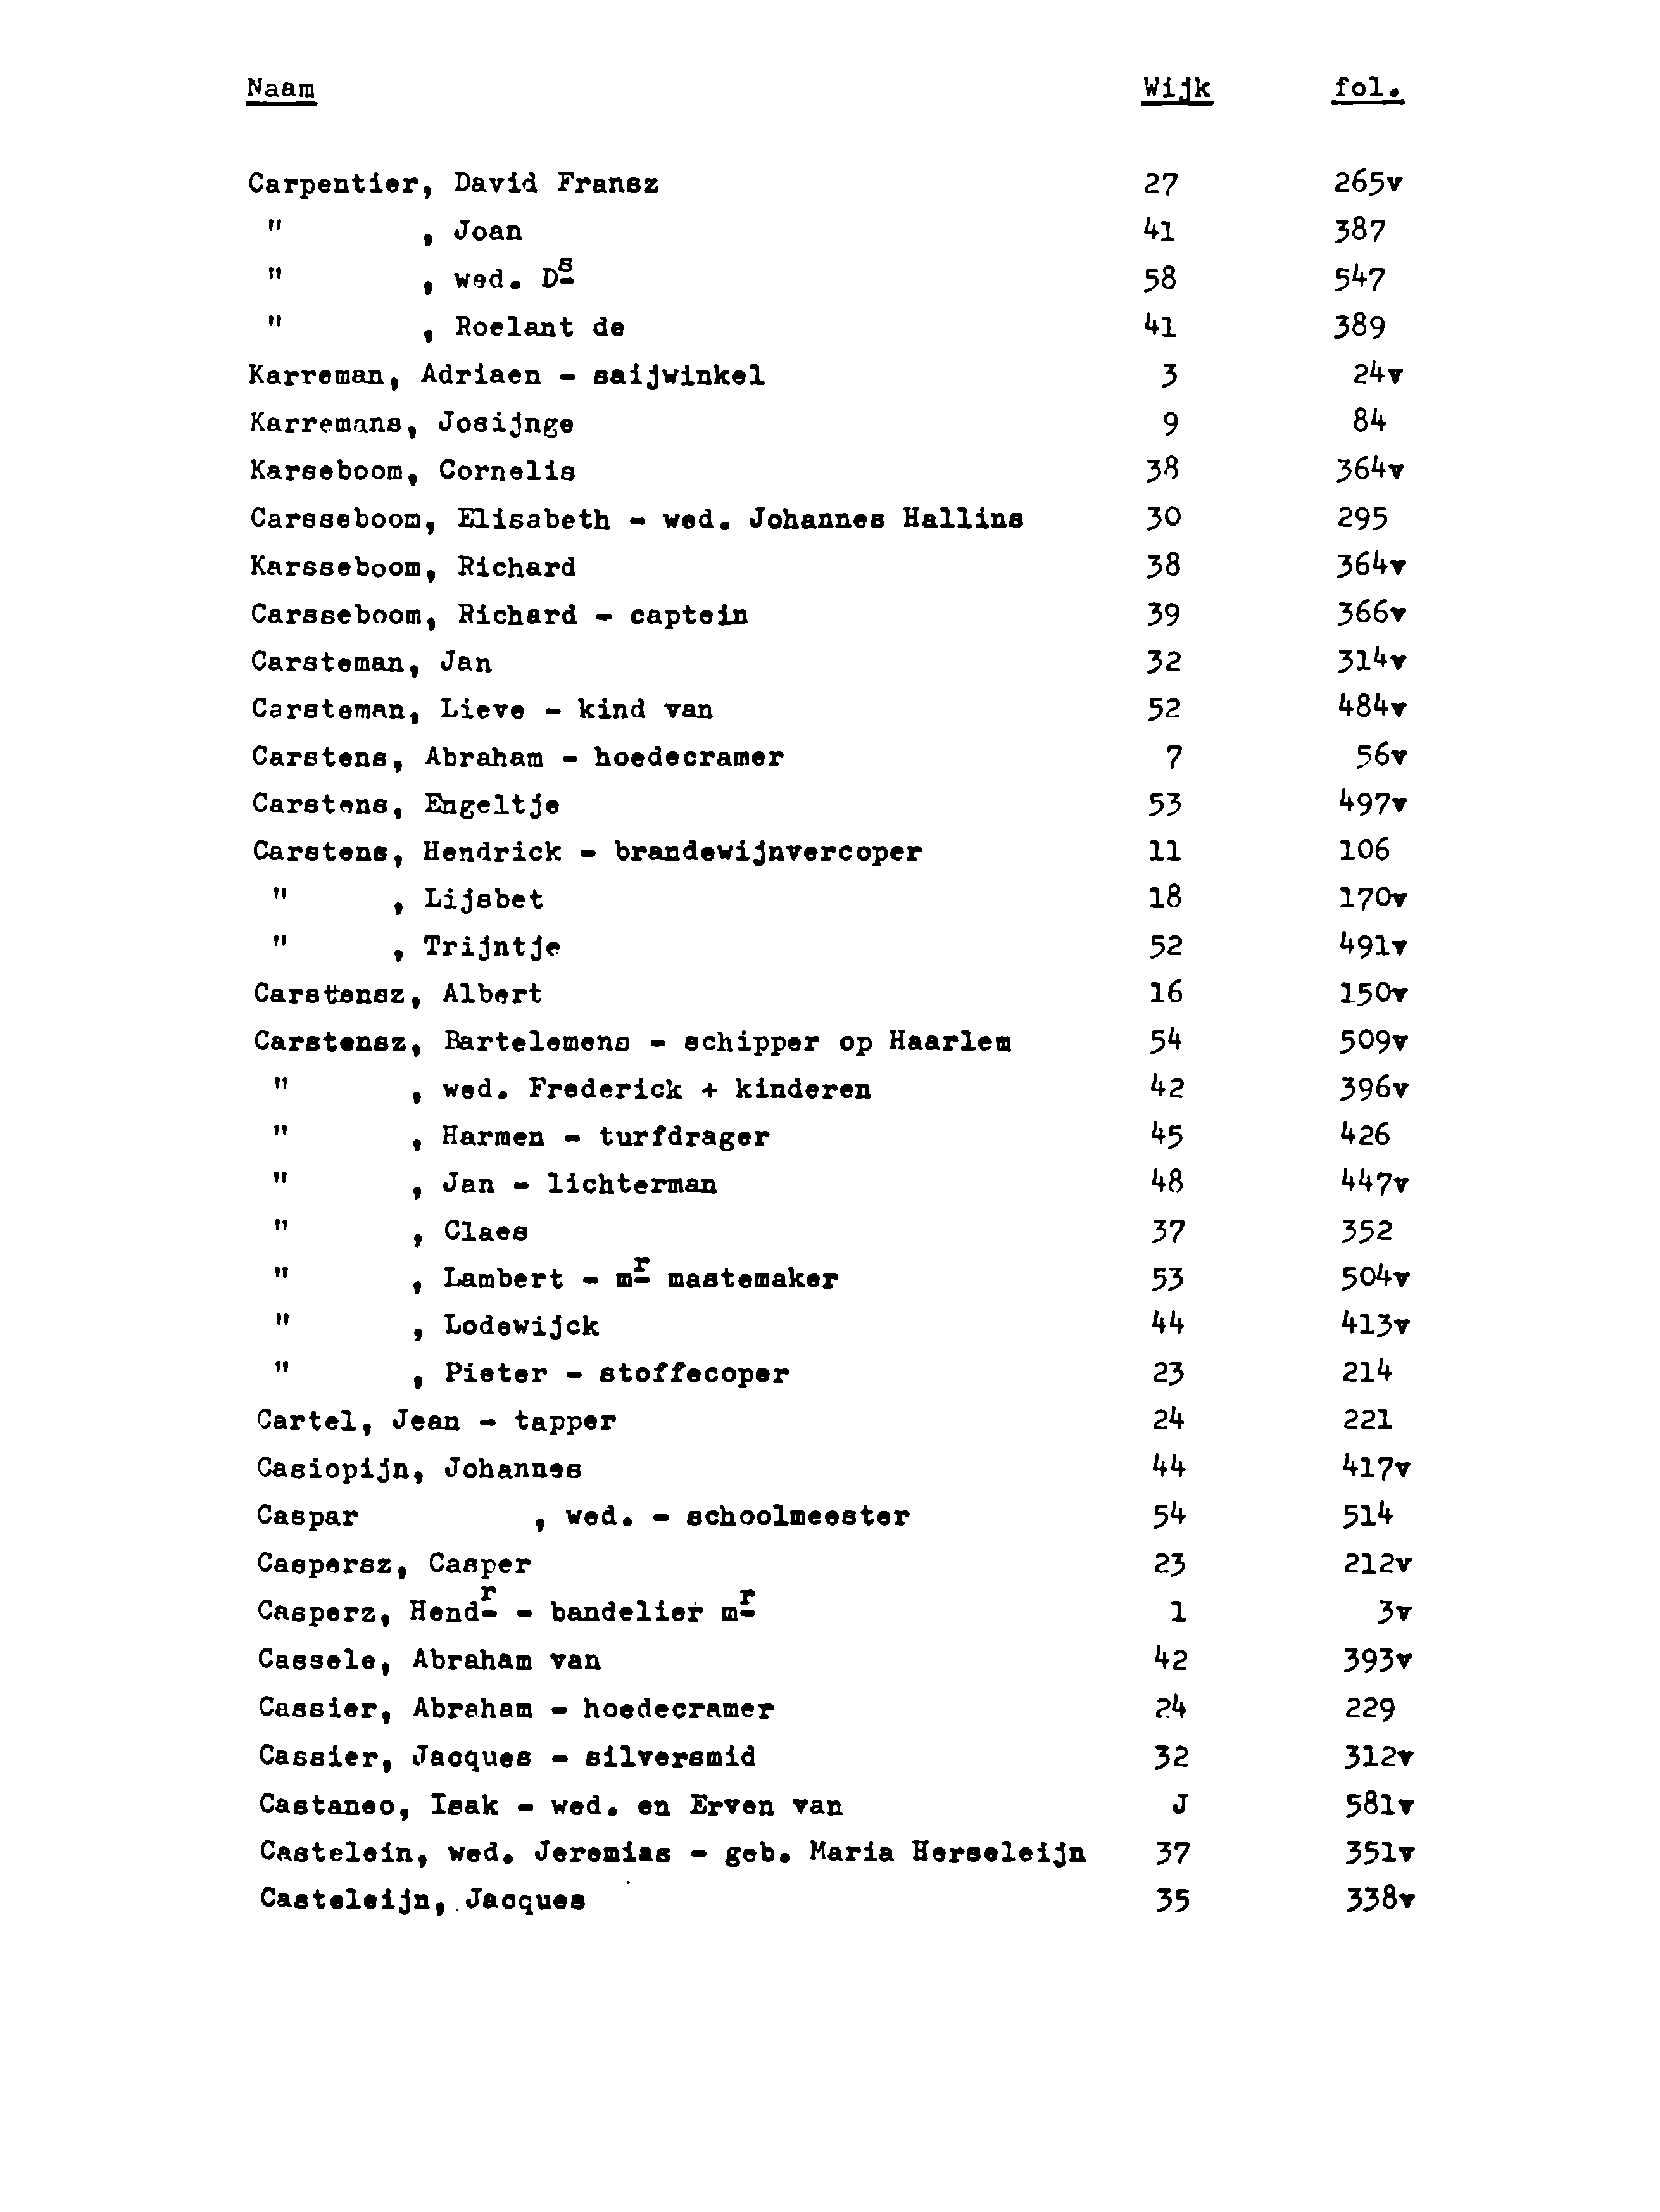 Naam Wijk fol.
Carpentier, David Fransz 27 265v
" , Joan 41 387
" , wed. Ds 58 547
" , Roelant de 41 389
Karreman, Adriaen - saijwinkel 3 24v
Karremans, Josijnge 9 84
Karseboom, Cornelis 38 364v
Carsseboom, Elisabeth - wed. Johannes Hallins 30 295
Karsseboom, Richard 38 364v
Carsseboom, Richard - captein 39 366v
Carsteman, Jan 32 314v
Carsteman, Lieve - kind van 52 484v
Carstens, Abraham - hoedecramer 7 56v
Carstens, Engeltje 53 497v
Carstens, Hendrick - brandewijnvercoper 11 106
" , Lijsbet 18 170v
" , Trijntje 52 491v
Carstensz, Albert 16 150v
Carstensz, Bartelemens - schipper op Haarlem 54 509v
" , wed. Frederick + kinderen 42 396v
" , Harmen - turfdrager 45 426
" , Jan - lichterman 48 447v
" , Claes 37 352
" , Lambert - mr mastemaker 53 504v
" , Lodewijck 44 413v
" , Pieter - stoffecoper 23 214
Cartel, Jean - tapper 24 221
Casiopijn, Johannes 44 417v
Caspar , wed. - schoolmeester 54 514
Caspersz, Casper 23 212v
Casperz, Hendr - bandelier mr 1 3v
Cassele, Abraham van 42 393v
Cassier, Abraham - hoedecramer 24 229
Cassier, Jacques - silversmid 32 312v
Castaneo, Isak - wed. en Erven van J 581v
Castelein, wed. Jeremias - geb. Maria Herseleijn 37 351v
Casteleijn, Jacques 35 338v